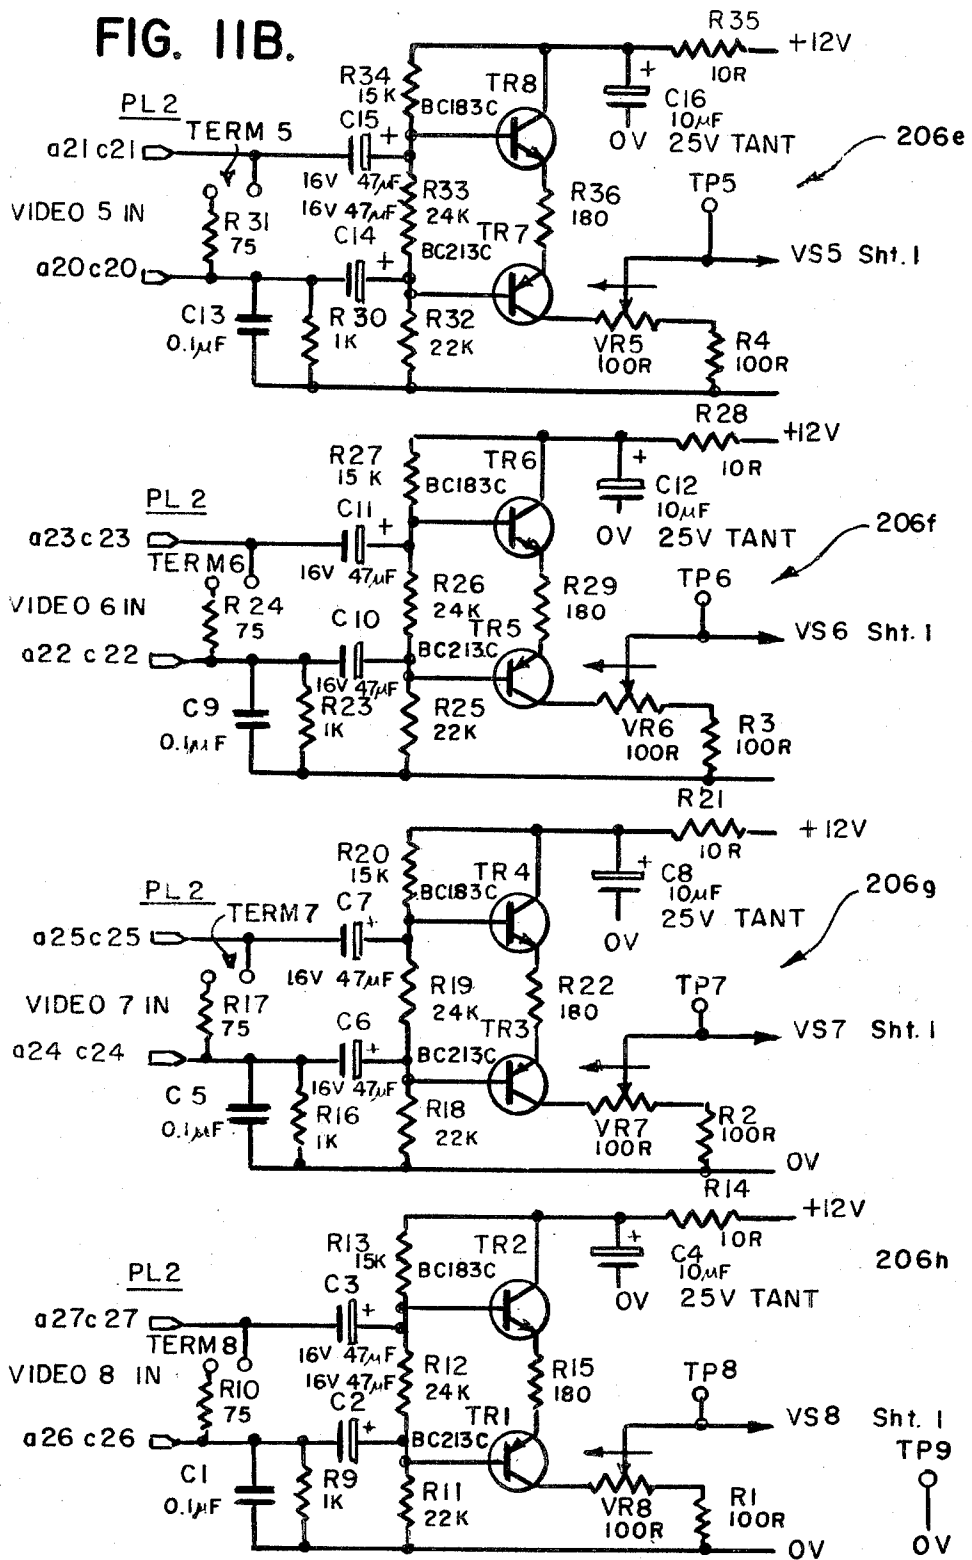 FIG. 11B.
R35
+12V
10R
R34
15K
TR8
BC183C
C16
10μF
0V 25V TANT
PL2
TERM 5
C15
+
+
206e
a21c21
16V 47μF
R33
24K
R36
180
TP5
VIDEO 5 IN
R31
75
16V 47μF
C14
+
TR7
BC213C
VS5 Sht. 1
a20c20
C13
0.1μF
R30
1K
R32
22K
VR5
100R
R4
100R
R28
+12V
10R
R27
15K
TR6
BC183C
+
C12
10μF
0V 25V TANT
PL2
C11
+
206f
a23c23
TERM6
16V 47μF
R26
24K
R29
180
TP6
VIDEO 6 IN
R24
75
C10
TR5
BC213C
VS6 Sht. 1
a22c22
16V 47μF
C9
0.1μF
R23
1K
R25
22K
VR6
100R
R3
100R
R21
+12V
10R
R20
15K
TR4
BC183C
+
C8
10μF
25V TANT
0V
PL2
TERM7
C7
+
206g
a25c25
16V 47μF
R19
24K
R22
180
TP7
VIDEO 7 IN
R17
75
C6
+
TR3
BC213C
VS7 Sht. 1
a24 c24
16V 47μF
C5
0.1μF
R16
1K
R18
22K
VR7
100R
R2
100R
0V
R14
+12V
10R
R13
15K
TR2
BC183C
+
C4
10μF
0V 25V TANT
206h
PL2
C3
+
a27c27
TERM8
16V 47μF
R12
24K
R15
180
TP8
VIDEO 8 IN
R10
75
16V 47μF
C2
+
TR1
BC213C
VS8 Sht. 1
a26c26
TP9
C1
0.1μF
R9
1K
R11
22K
VR8
100R
R1
100R
0V
0V